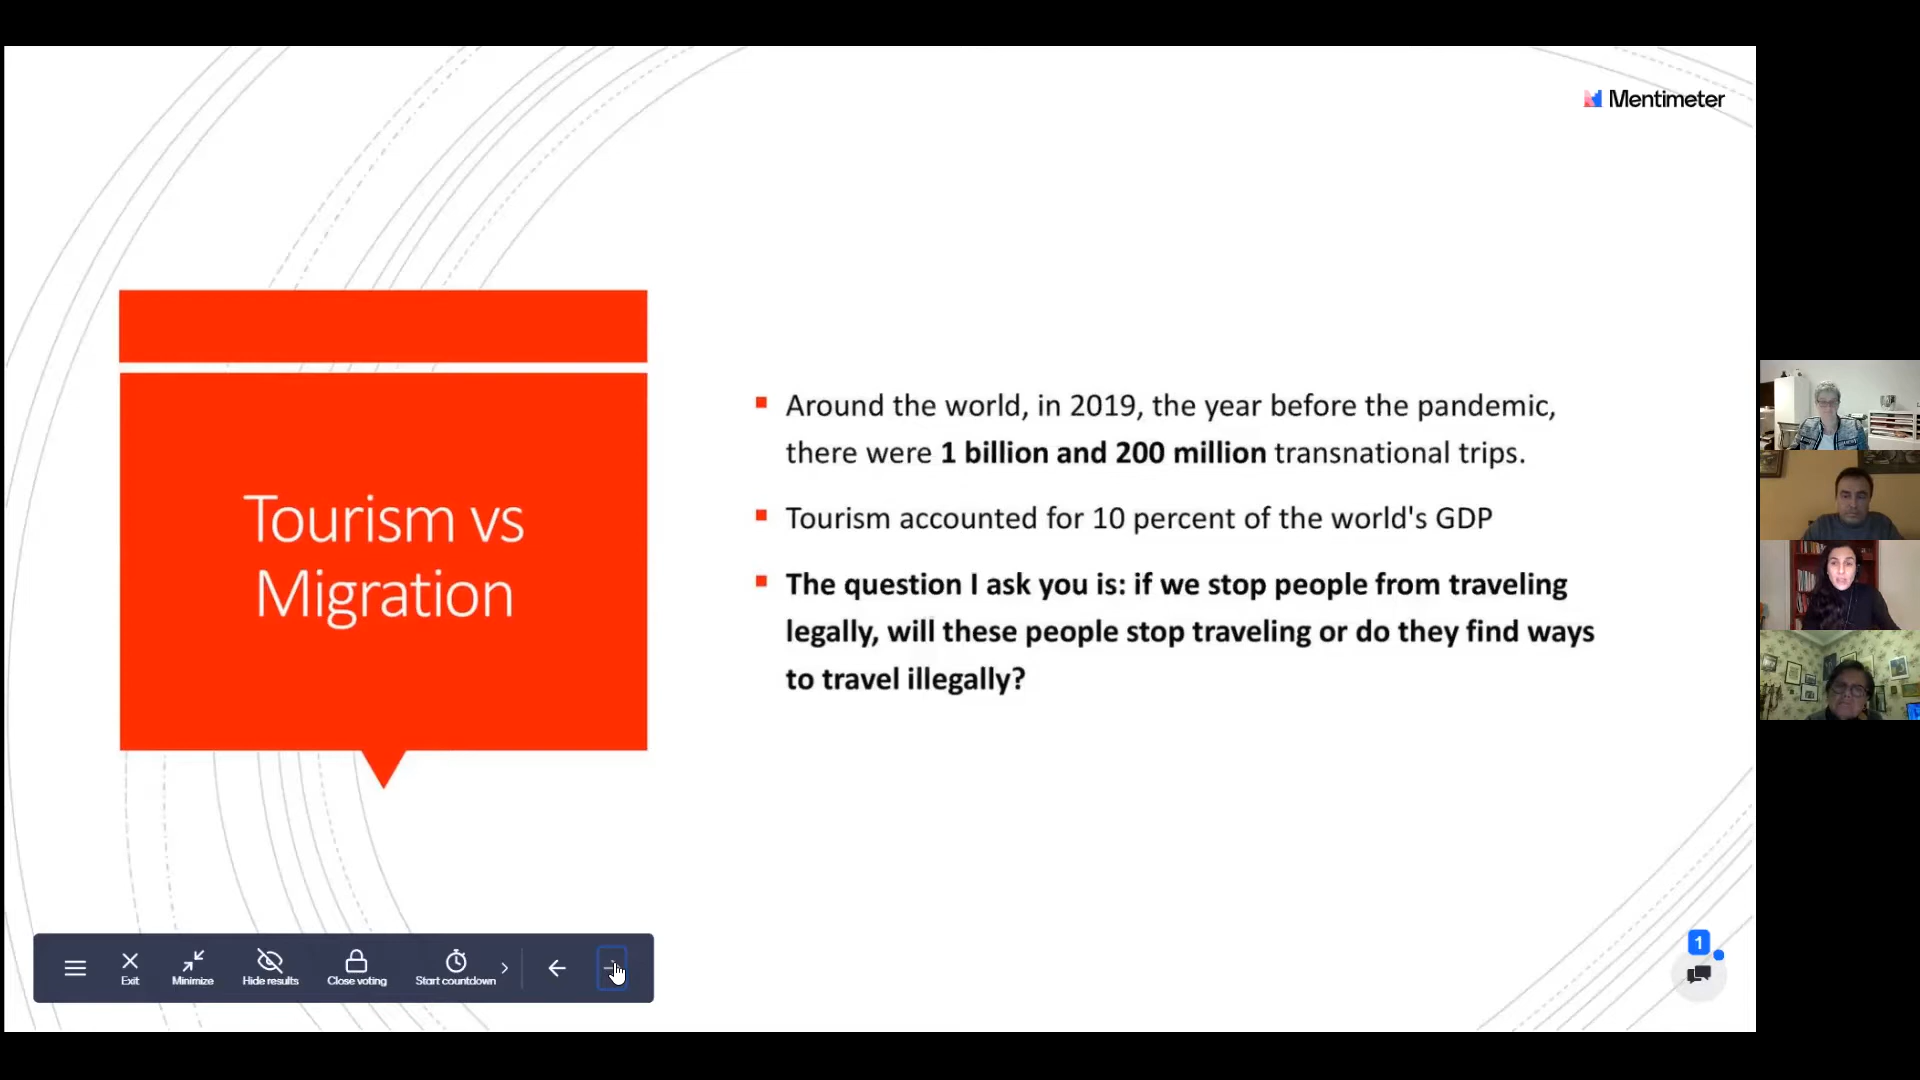 Mentimeter
Tourism vs
Migration
Around the world, in 2019, the year before the pandemic,
there were 1 billion and 200 million transnational trips.
Tourism accounted for 10 percent of the world's GDP
The question I ask you is: if we stop people from traveling
legally, will these people stop traveling or do they find ways
to travel illegally?
Exit
Minimize
Hide results
Close voting
Start countdown
1